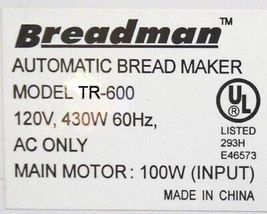 Breadman™
AUTOMATIC BREAD MAKER
MODEL TR-600
120V, 430W 60Hz,
AC ONLY
MAIN MOTOR: 100W (INPUT)
MADE IN CHINA
UL
®
LISTED
293H
E46573